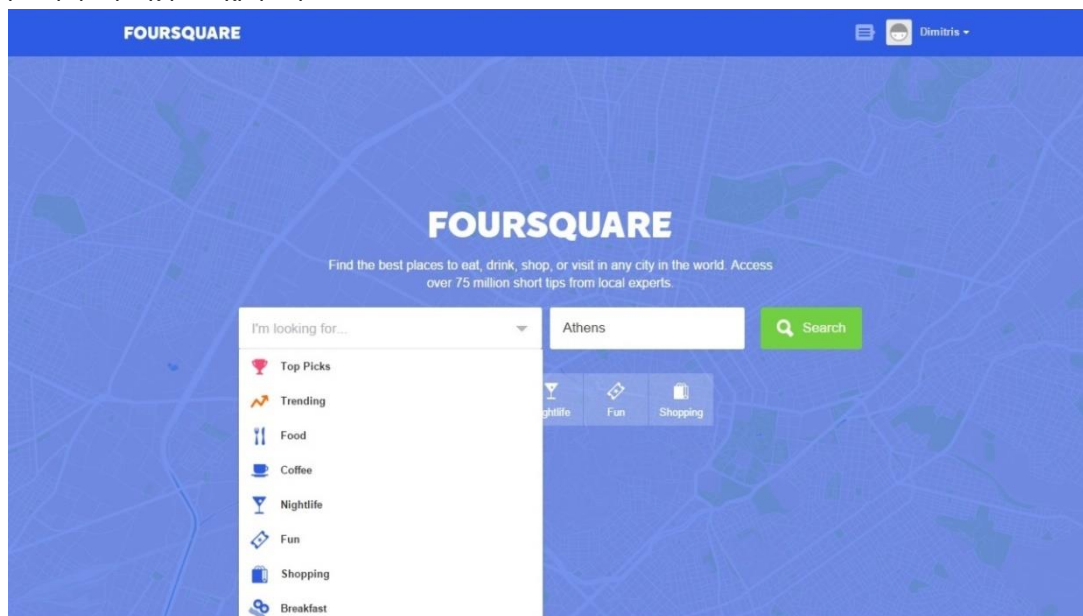 FOURSQUARE
Dimitris
FOURSQUARE
Find the best places to eat, drink, shop, or visit in any city in the world. Access
over 75 million short tips from local experts.
I'm looking for...
Athens
Search
Top Picks
Trending
Food
Coffee
Nightlife
Fun
Shopping
Breakfast
ghtlife
Fun
Shopping